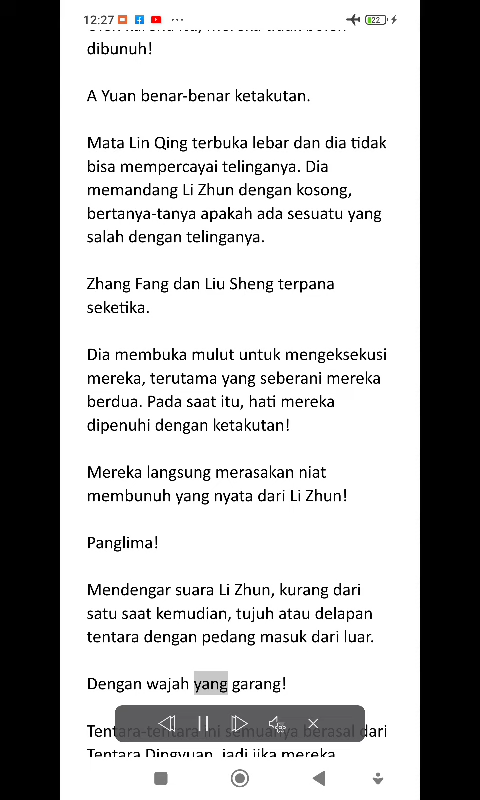 12:27
22
dibunuh!
A Yuan benar-benar ketakutan.
Mata Lin Qing terbuka lebar dan dia tidak
bisa mempercayai telinganya. Dia
memandang Li Zhun dengan kosong,
bertanya-tanya apakah ada sesuatu yang
salah dengan telinganya.
Zhang Fang dan Liu Sheng terpana
seketika.
Dia membuka mulut untuk mengeksekusi
mereka, terutama yang seberani mereka
berdua. Pada saat itu, hati mereka
dipenuhi dengan ketakutan!
Mereka langsung merasakan niat
membunuh yang nyata dari Li Zhun!
Panglima!
Mendengar suara Li Zhun, kurang dari
satu saat kemudian, tujuh atau delapan
tentara dengan pedang masuk dari luar.
Dengan wajah yang garang!
Tentara-tentara ini semuanya berasal dari
Tentara Dingyuan, jadi jika mereka